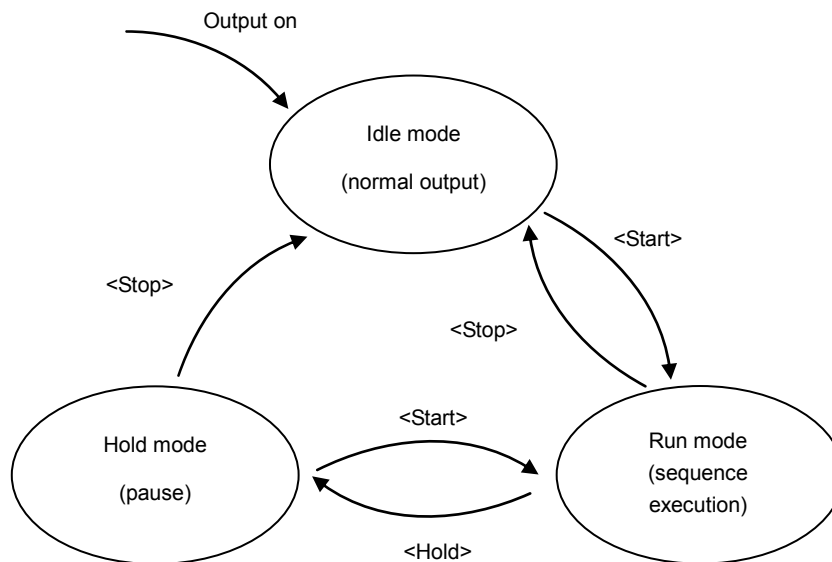 Output on
Idle mode
(normal output)
<Start>
<Stop>
<Stop>
<Start>
Hold mode
(pause)
Run mode
(sequence
execution)
<Hold>